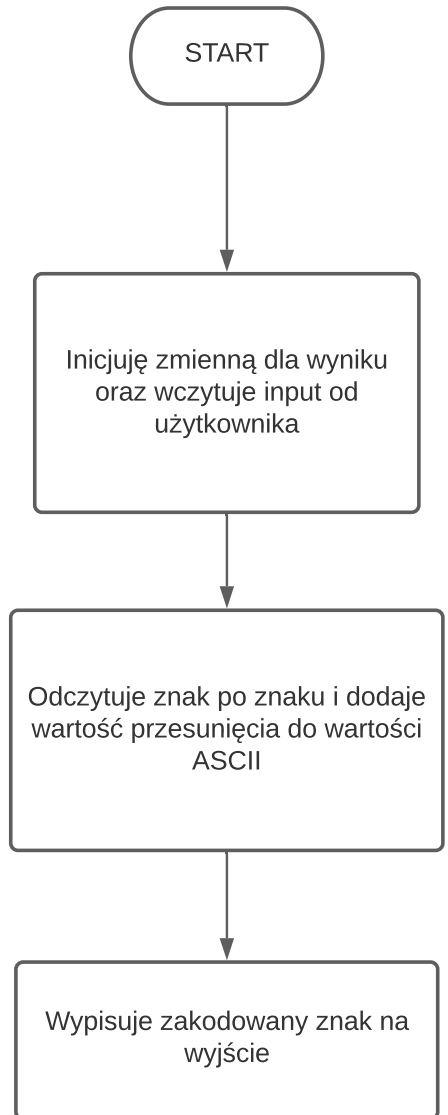 START
Inicjuję zmienną dla wyniku
oraz wczytuje input od
użytkownika
Odczytuje znak po znaku i dodaje
wartość przesunięcia do wartości
ASCII
Wypisuje zakodowany znak na
wyjście